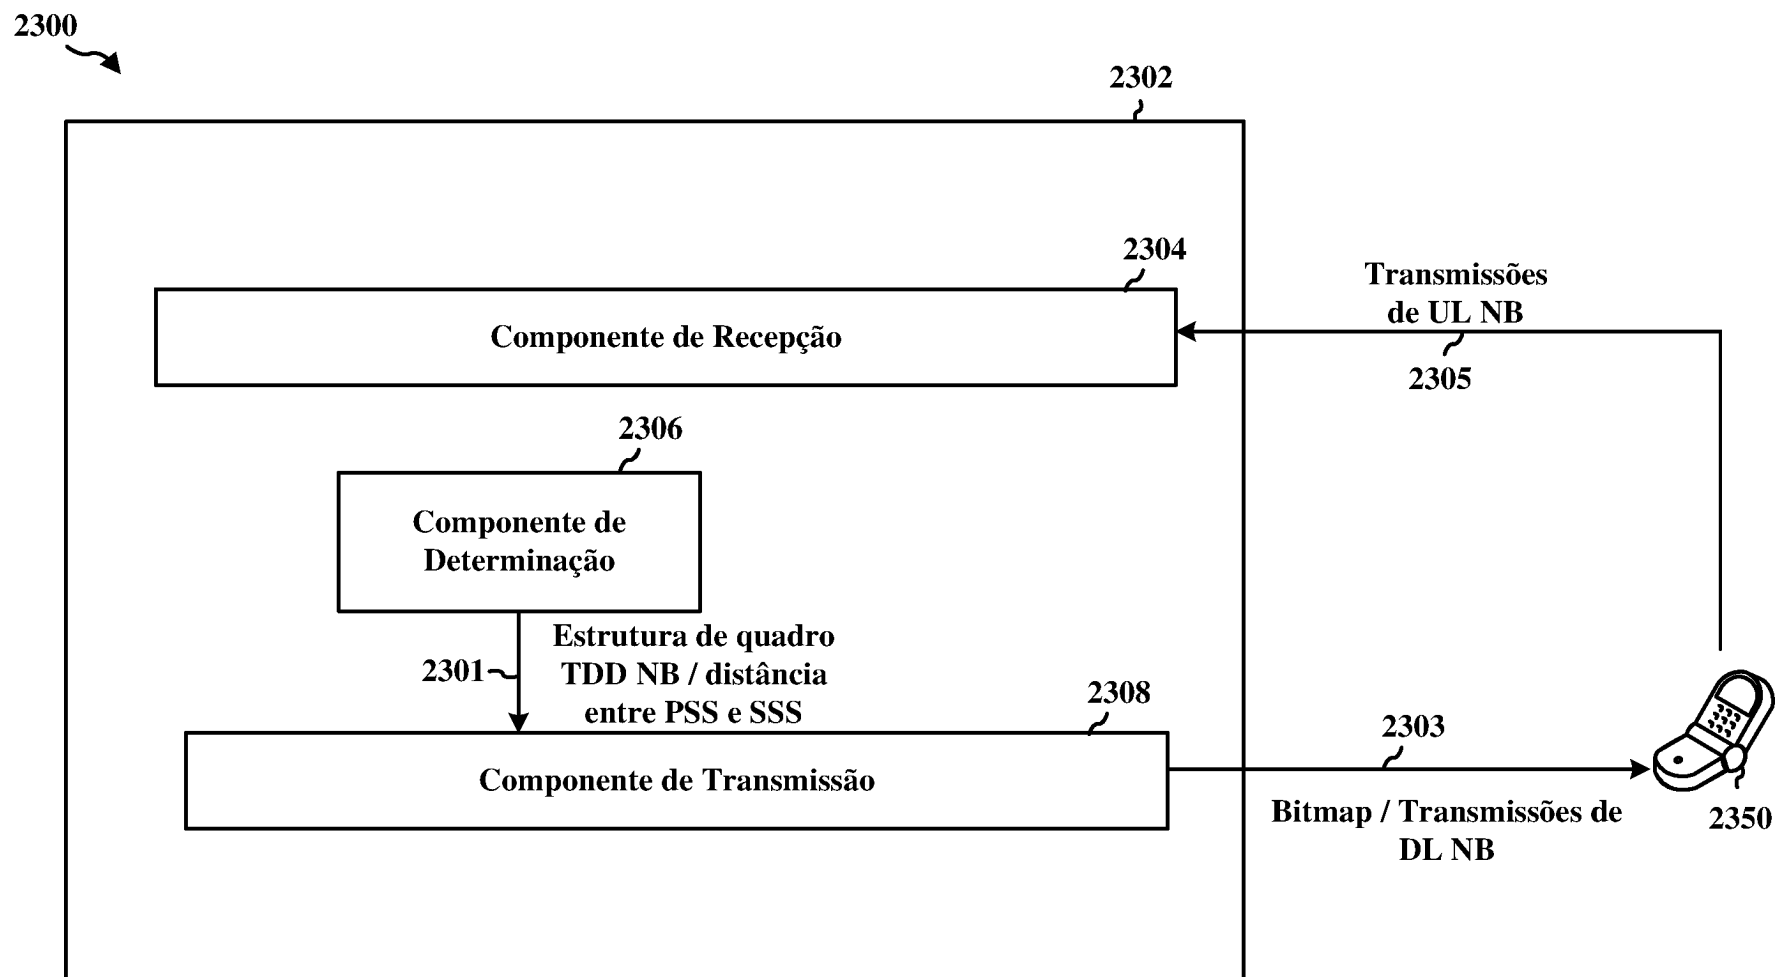 2300
2302
2304
Componente de Recepção
Transmissões
de UL NB
2305
2306
Componente de
Determinação
2301
Estrutura de quadro
TDD NB / distância
entre PSS e SSS
2308
Componente de Transmissão
2303
Bitmap / Transmissões de
DL NB
2350